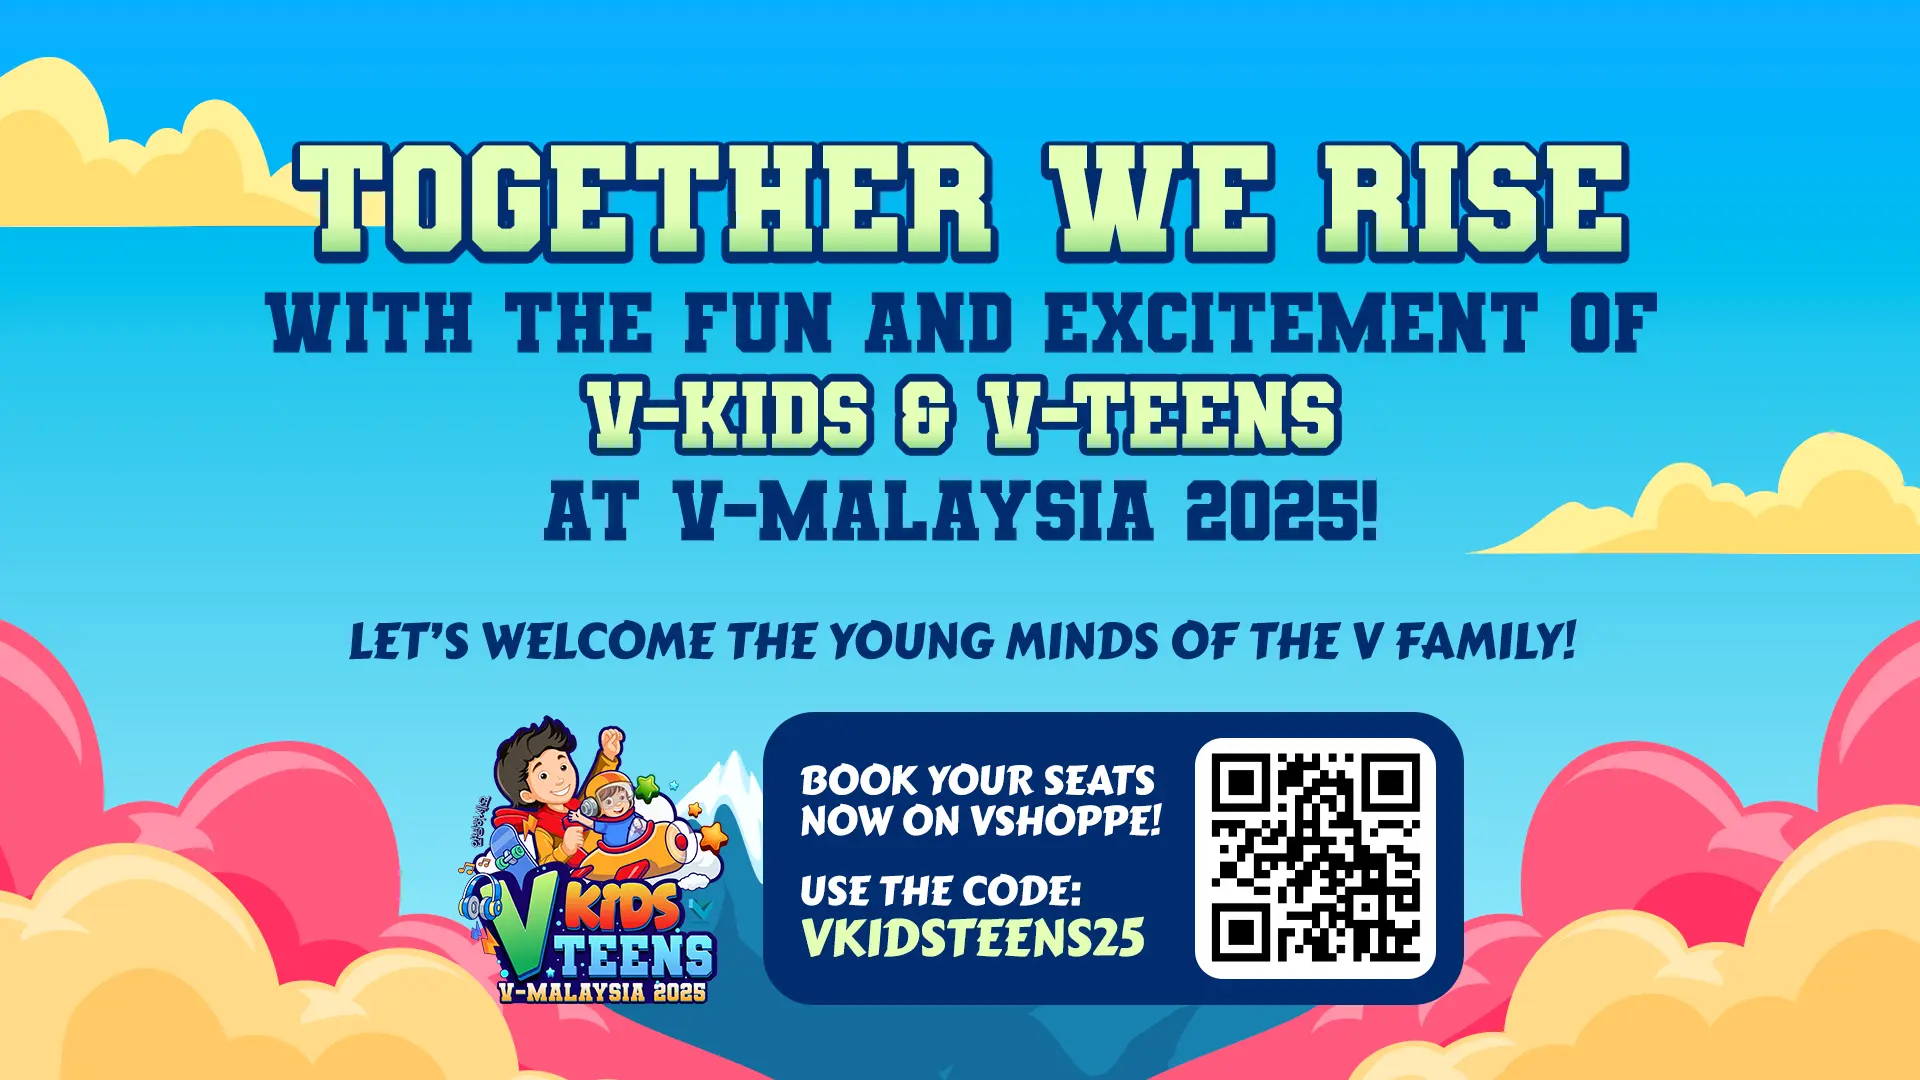 TOGETHER WE RISE
WITH THE FUN AND EXCITEMENT OF
V-KIDS & V-TEENS
AT V-MALAYSIA 2025!
LET'S WELCOME THE YOUNG MINDS OF THE V FAMILY!
V KIDS
TEENS
V-MALAYSIA 2025
BOOK YOUR SEATS
NOW ON VSHOPPE!
USE THE CODE:
VKIDSTEENS25